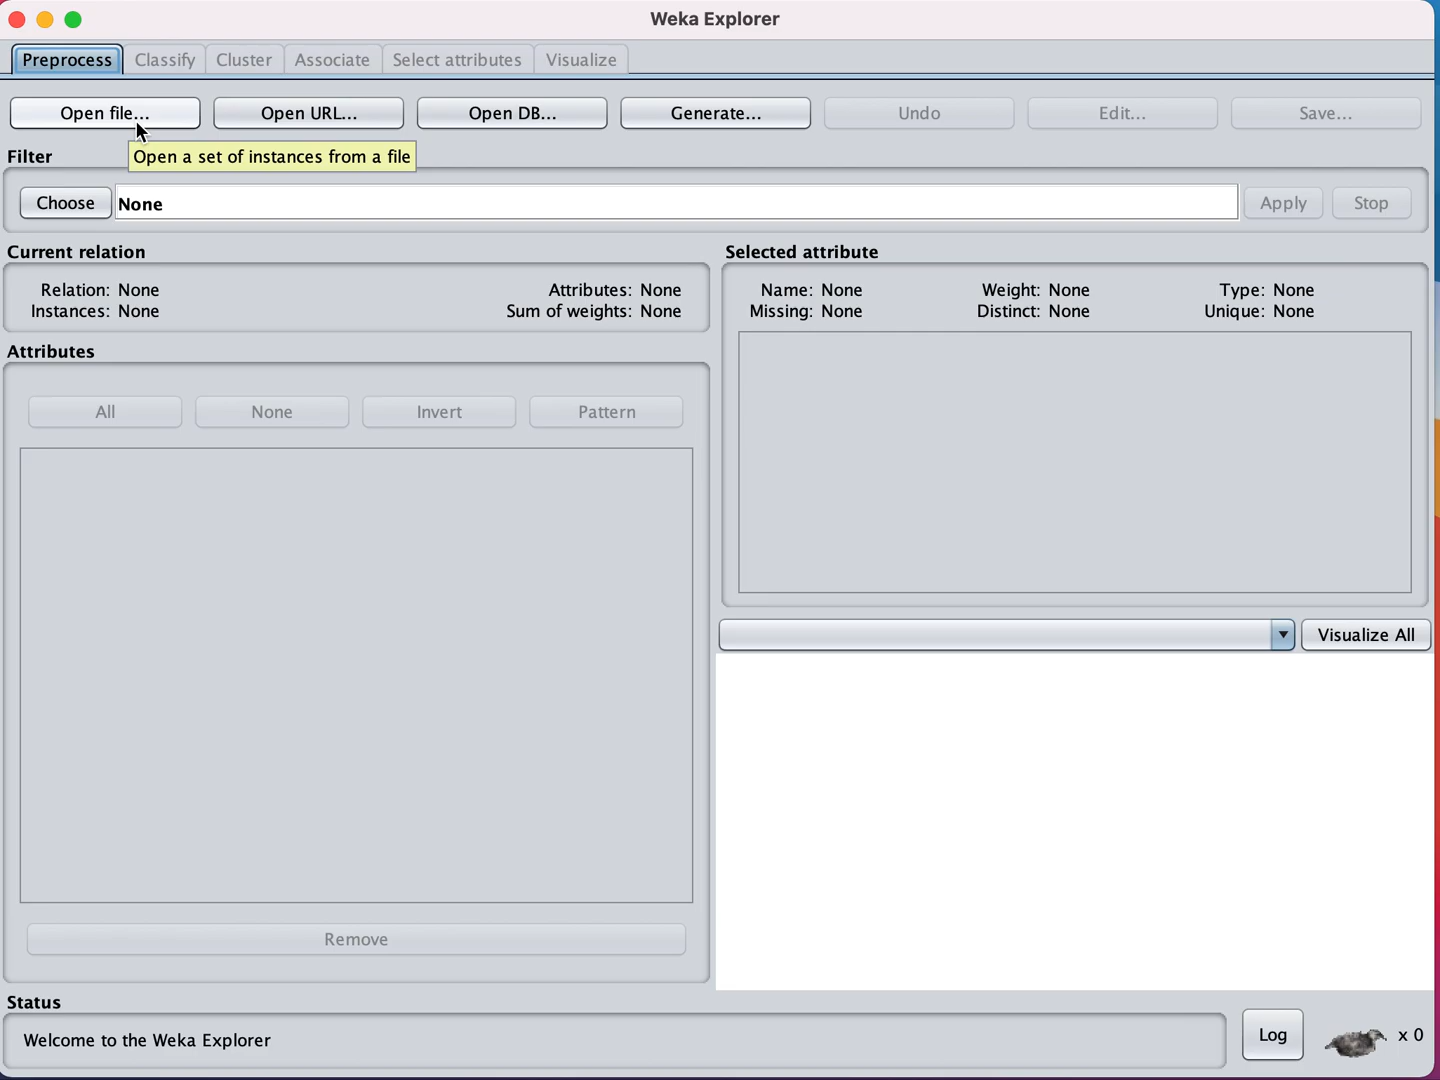 Weka Explorer
Preprocess Classify Cluster Associate Select attributes Visualize
Open file... Open URL... Open DB... Generate... Undo Edit... Save...
Open a set of instances from a file
Filter
Choose None Apply Stop
Current relation
Relation: None Attributes: None
Instances: None Sum of weights: None
Selected attribute
Name: None Weight: None Type: None
Missing: None Distinct: None Unique: None
Attributes
All None Invert Pattern
Visualize All
Remove
Status
Welcome to the Weka Explorer
Log x 0